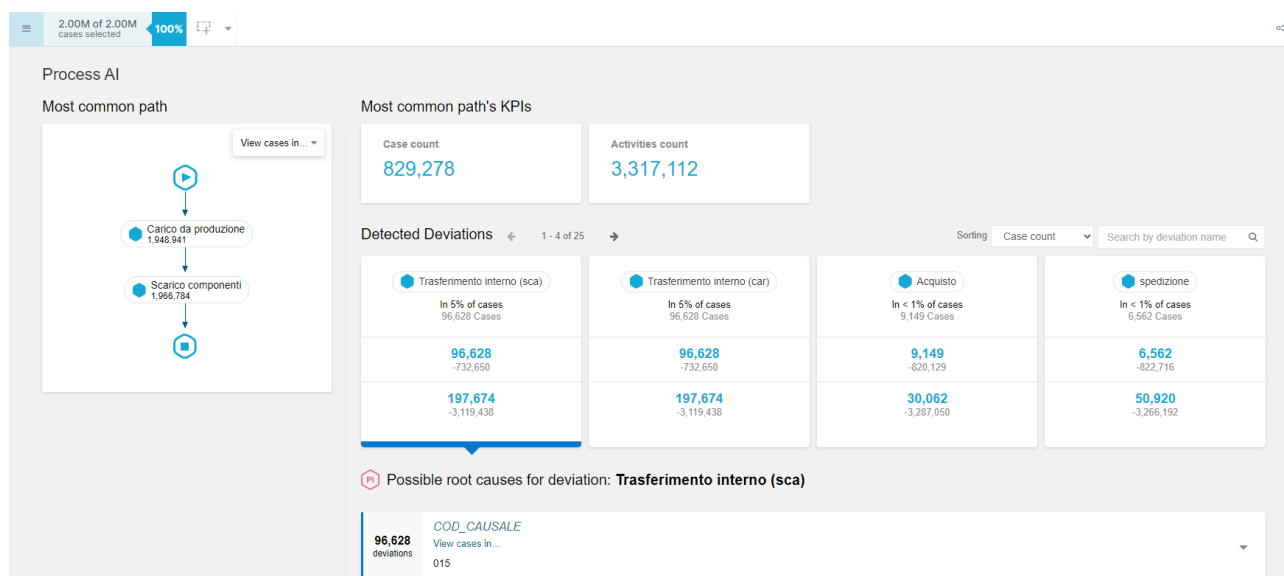 2.00M of 2.00M
cases selected
100%
Process AI
Most common path
View cases in...
Carico da produzione
1,948,941
Scarico componenti
1,966,784
Most common path's KPIs
Case count
829,278
Activities count
3,317,112
Detected Deviations
1 - 4 of 25
Sorting
Case count
Search by deviation name
Trasferimento interno (sca)
In 5% of cases
96,628 Cases
96,628
-732,650
197,674
-3,119,438
Trasferimento interno (car)
In 5% of cases
96,628 Cases
96,628
-732,650
197,674
-3,119,438
Acquisto
In < 1% of cases
9,149 Cases
9,149
-820,129
30,062
-3,287,050
spedizione
In < 1% of cases
6,562 Cases
6,562
-822,716
50,920
-3,266,192
PI
Possible root causes for deviation: Trasferimento interno (sca)
96,628
deviations
COD_CAUSALE
View cases in...
015